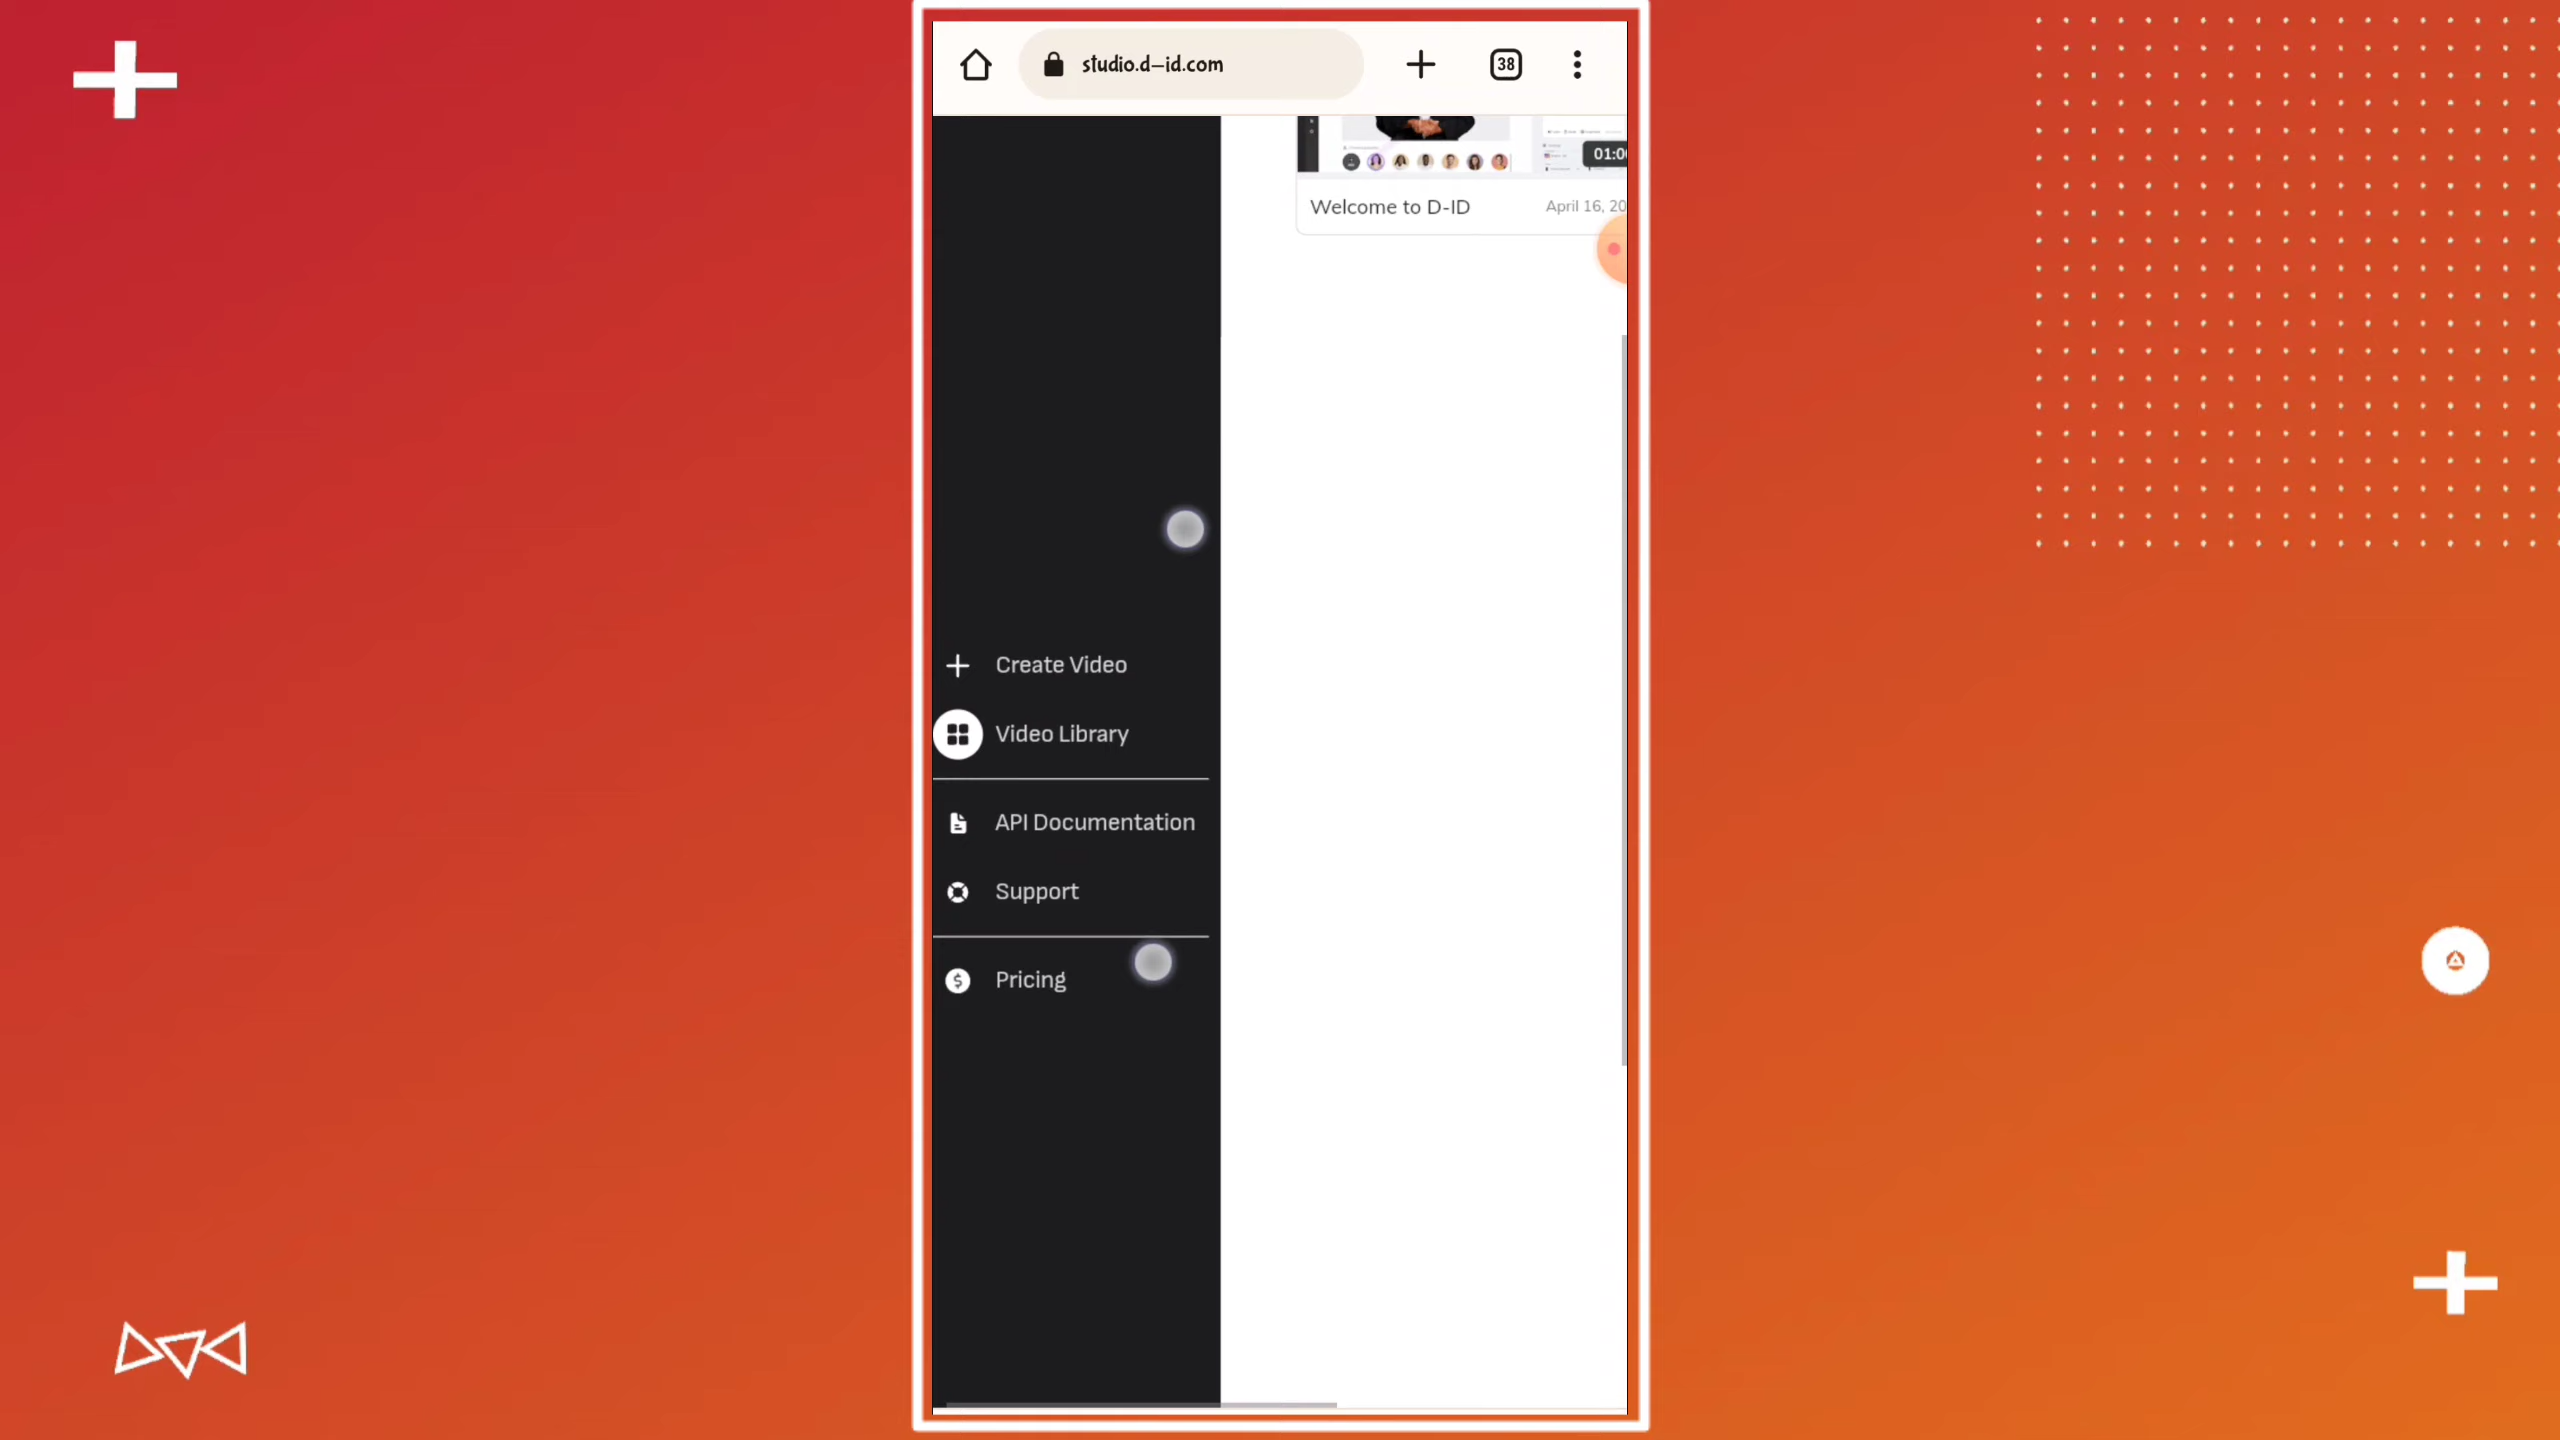 studio.d-id.com
38
01:0
Welcome to D-ID
April 16, 20
Create Video
Video Library
API Documentation
Support
$ Pricing